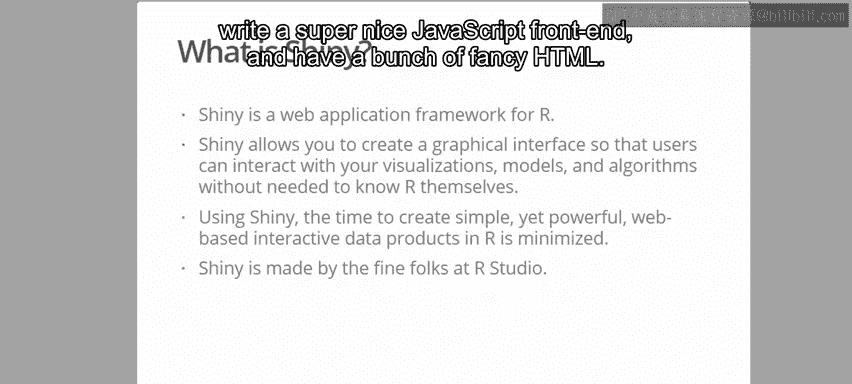 write a super nice JavaScript front-end,
and have a bunch of fancy HTML.
What is Shiny?
· Shiny is a web application framework for R.
· Shiny allows you to create a graphical interface so that users
can interact with your visualizations, models, and algorithms
without needed to know R themselves.
· Using Shiny, the time to create simple, yet powerful, web-
based interactive data products in R is minimized.
· Shiny is made by the fine folks at R Studio.